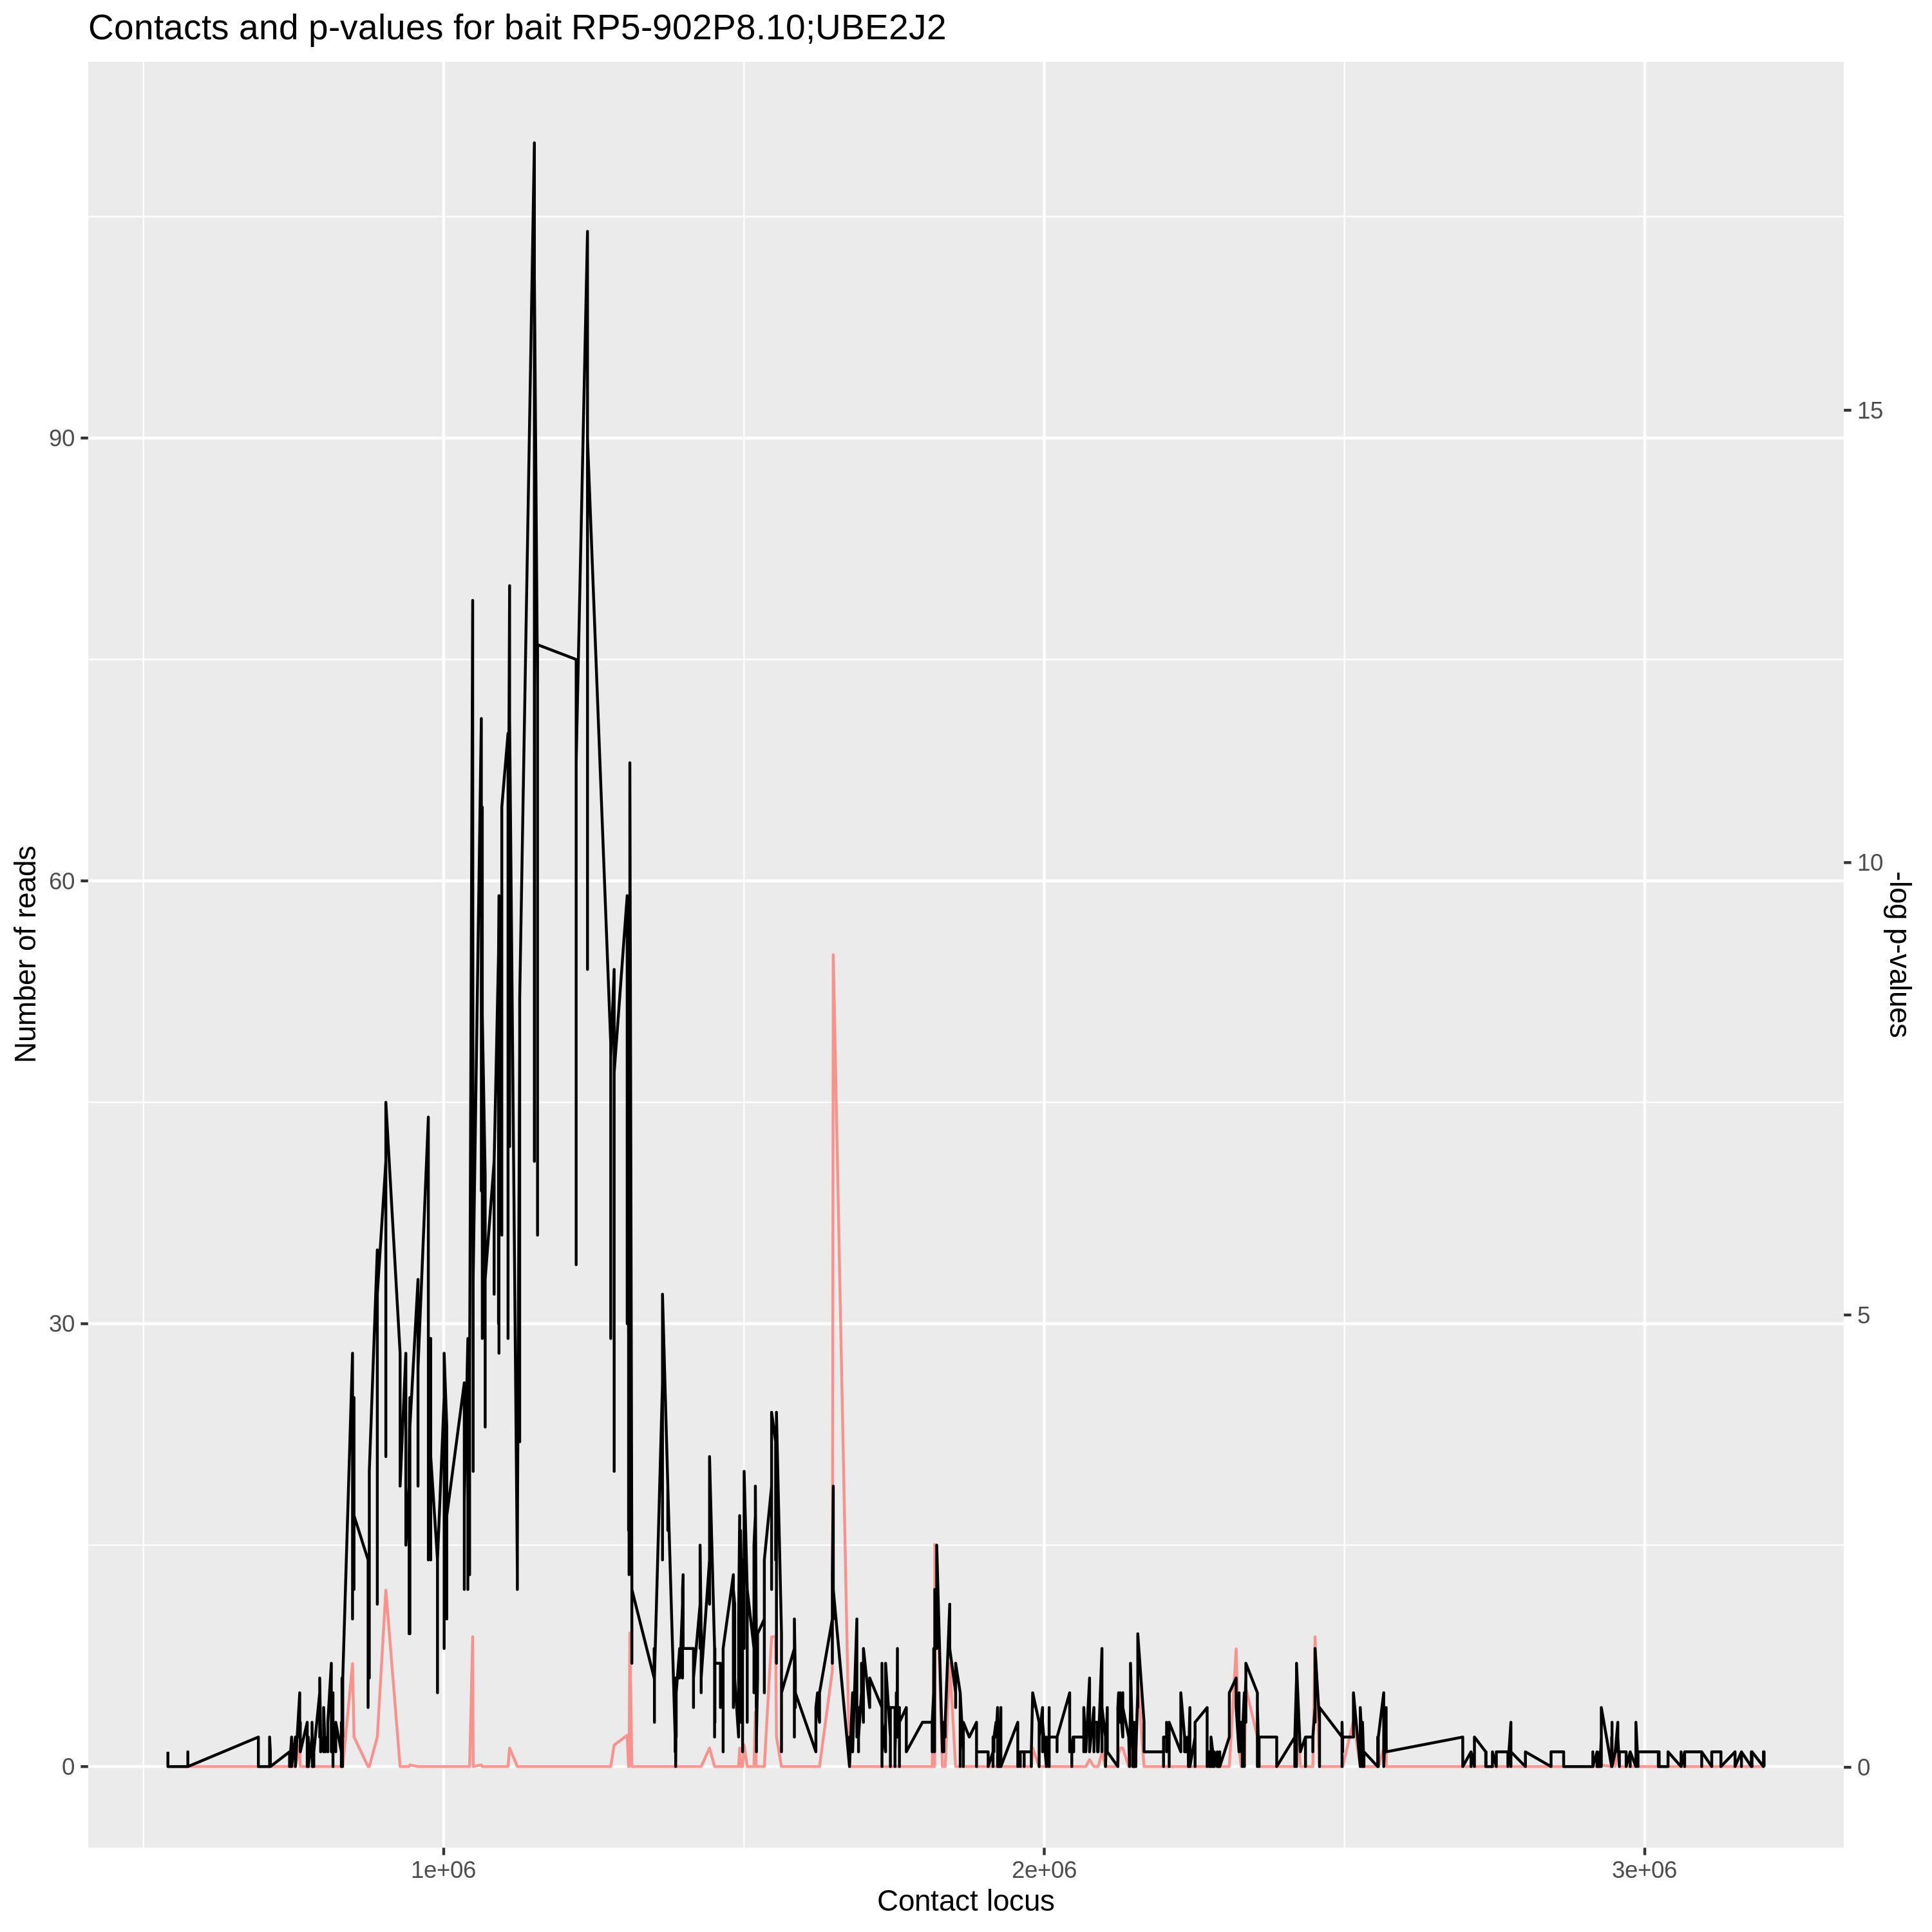 Contacts and p-values for bait RP5-902P8.10;UBE2J2
Number of reads
90
60
30
0
15
10
5
0
-log p-values
1e+06
2e+06
3e+06
Contact locus